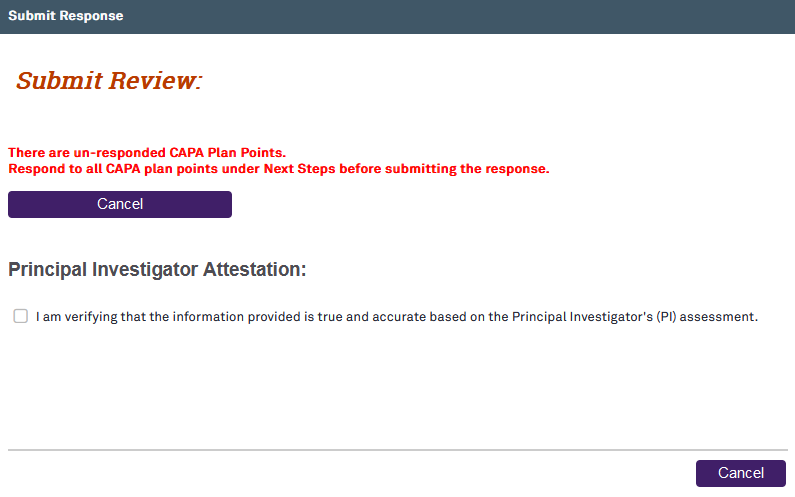 Submit Response
Submit Review:
There are un-responded CAPA Plan Points.
Respond to all CAPA plan points under Next Steps before submitting the response.
Cancel
Principal Investigator Attestation:
I am verifying that the information provided is true and accurate based on the Principal Investigator's (PI) assessment.
Cancel